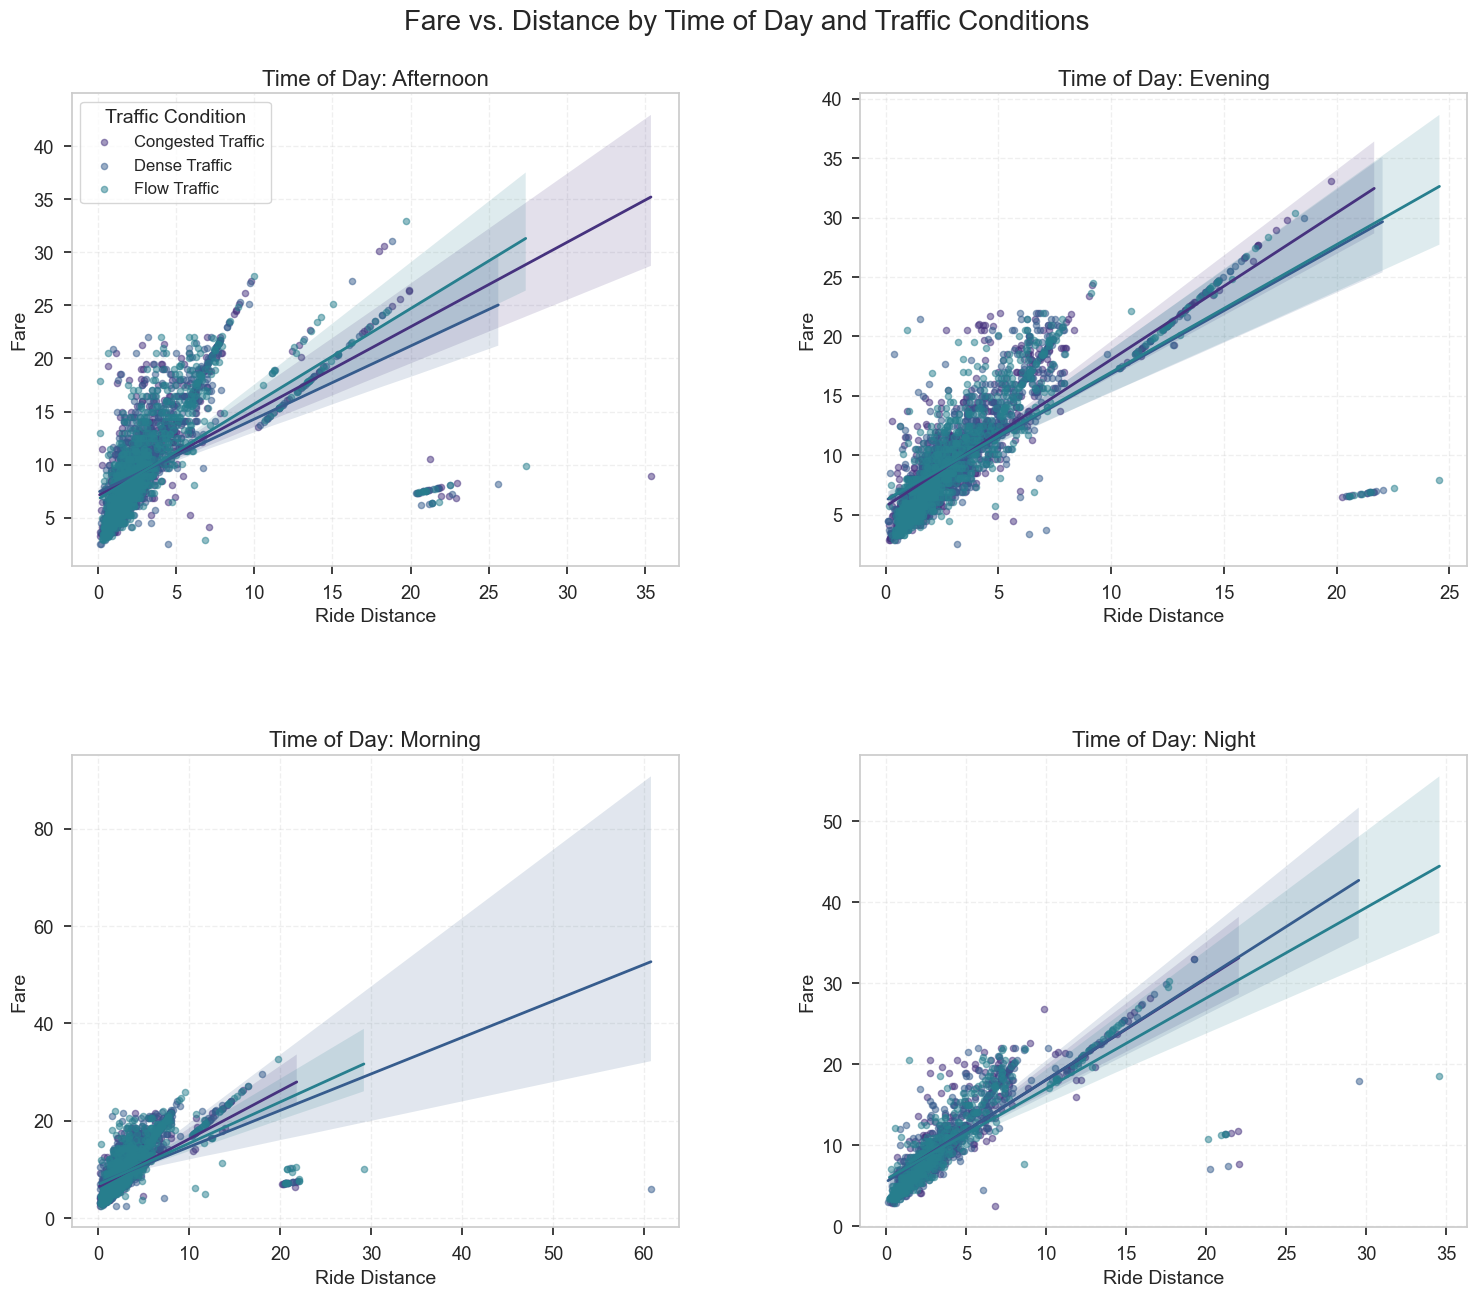 Fare vs. Distance by Time of Day and Traffic Conditions
Time of Day: Afternoon
Traffic Condition
Congested Traffic
Dense Traffic
Flow Traffic
40
35
30
25
20
15
10
5
Fare
0 5 10 15 20 25 30 35
Ride Distance
Time of Day: Evening
40
35
30
25
20
15
10
5
Fare
0 5 10 15 20 25
Ride Distance
Time of Day: Morning
80
60
40
20
0
Fare
0 10 20 30 40 50 60
Ride Distance
Time of Day: Night
50
40
30
20
10
0
Fare
0 5 10 15 20 25 30 35
Ride Distance